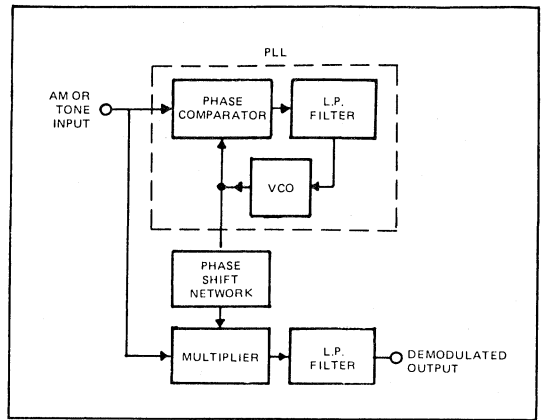 PLL
AM OR
TONE
INPUT
PHASE
COMPARATOR
L.P.
FILTER
VCO
PHASE
SHIFT
NETWORK
MULTIPLIER
L.P.
FILTER
DEMODULATED
OUTPUT